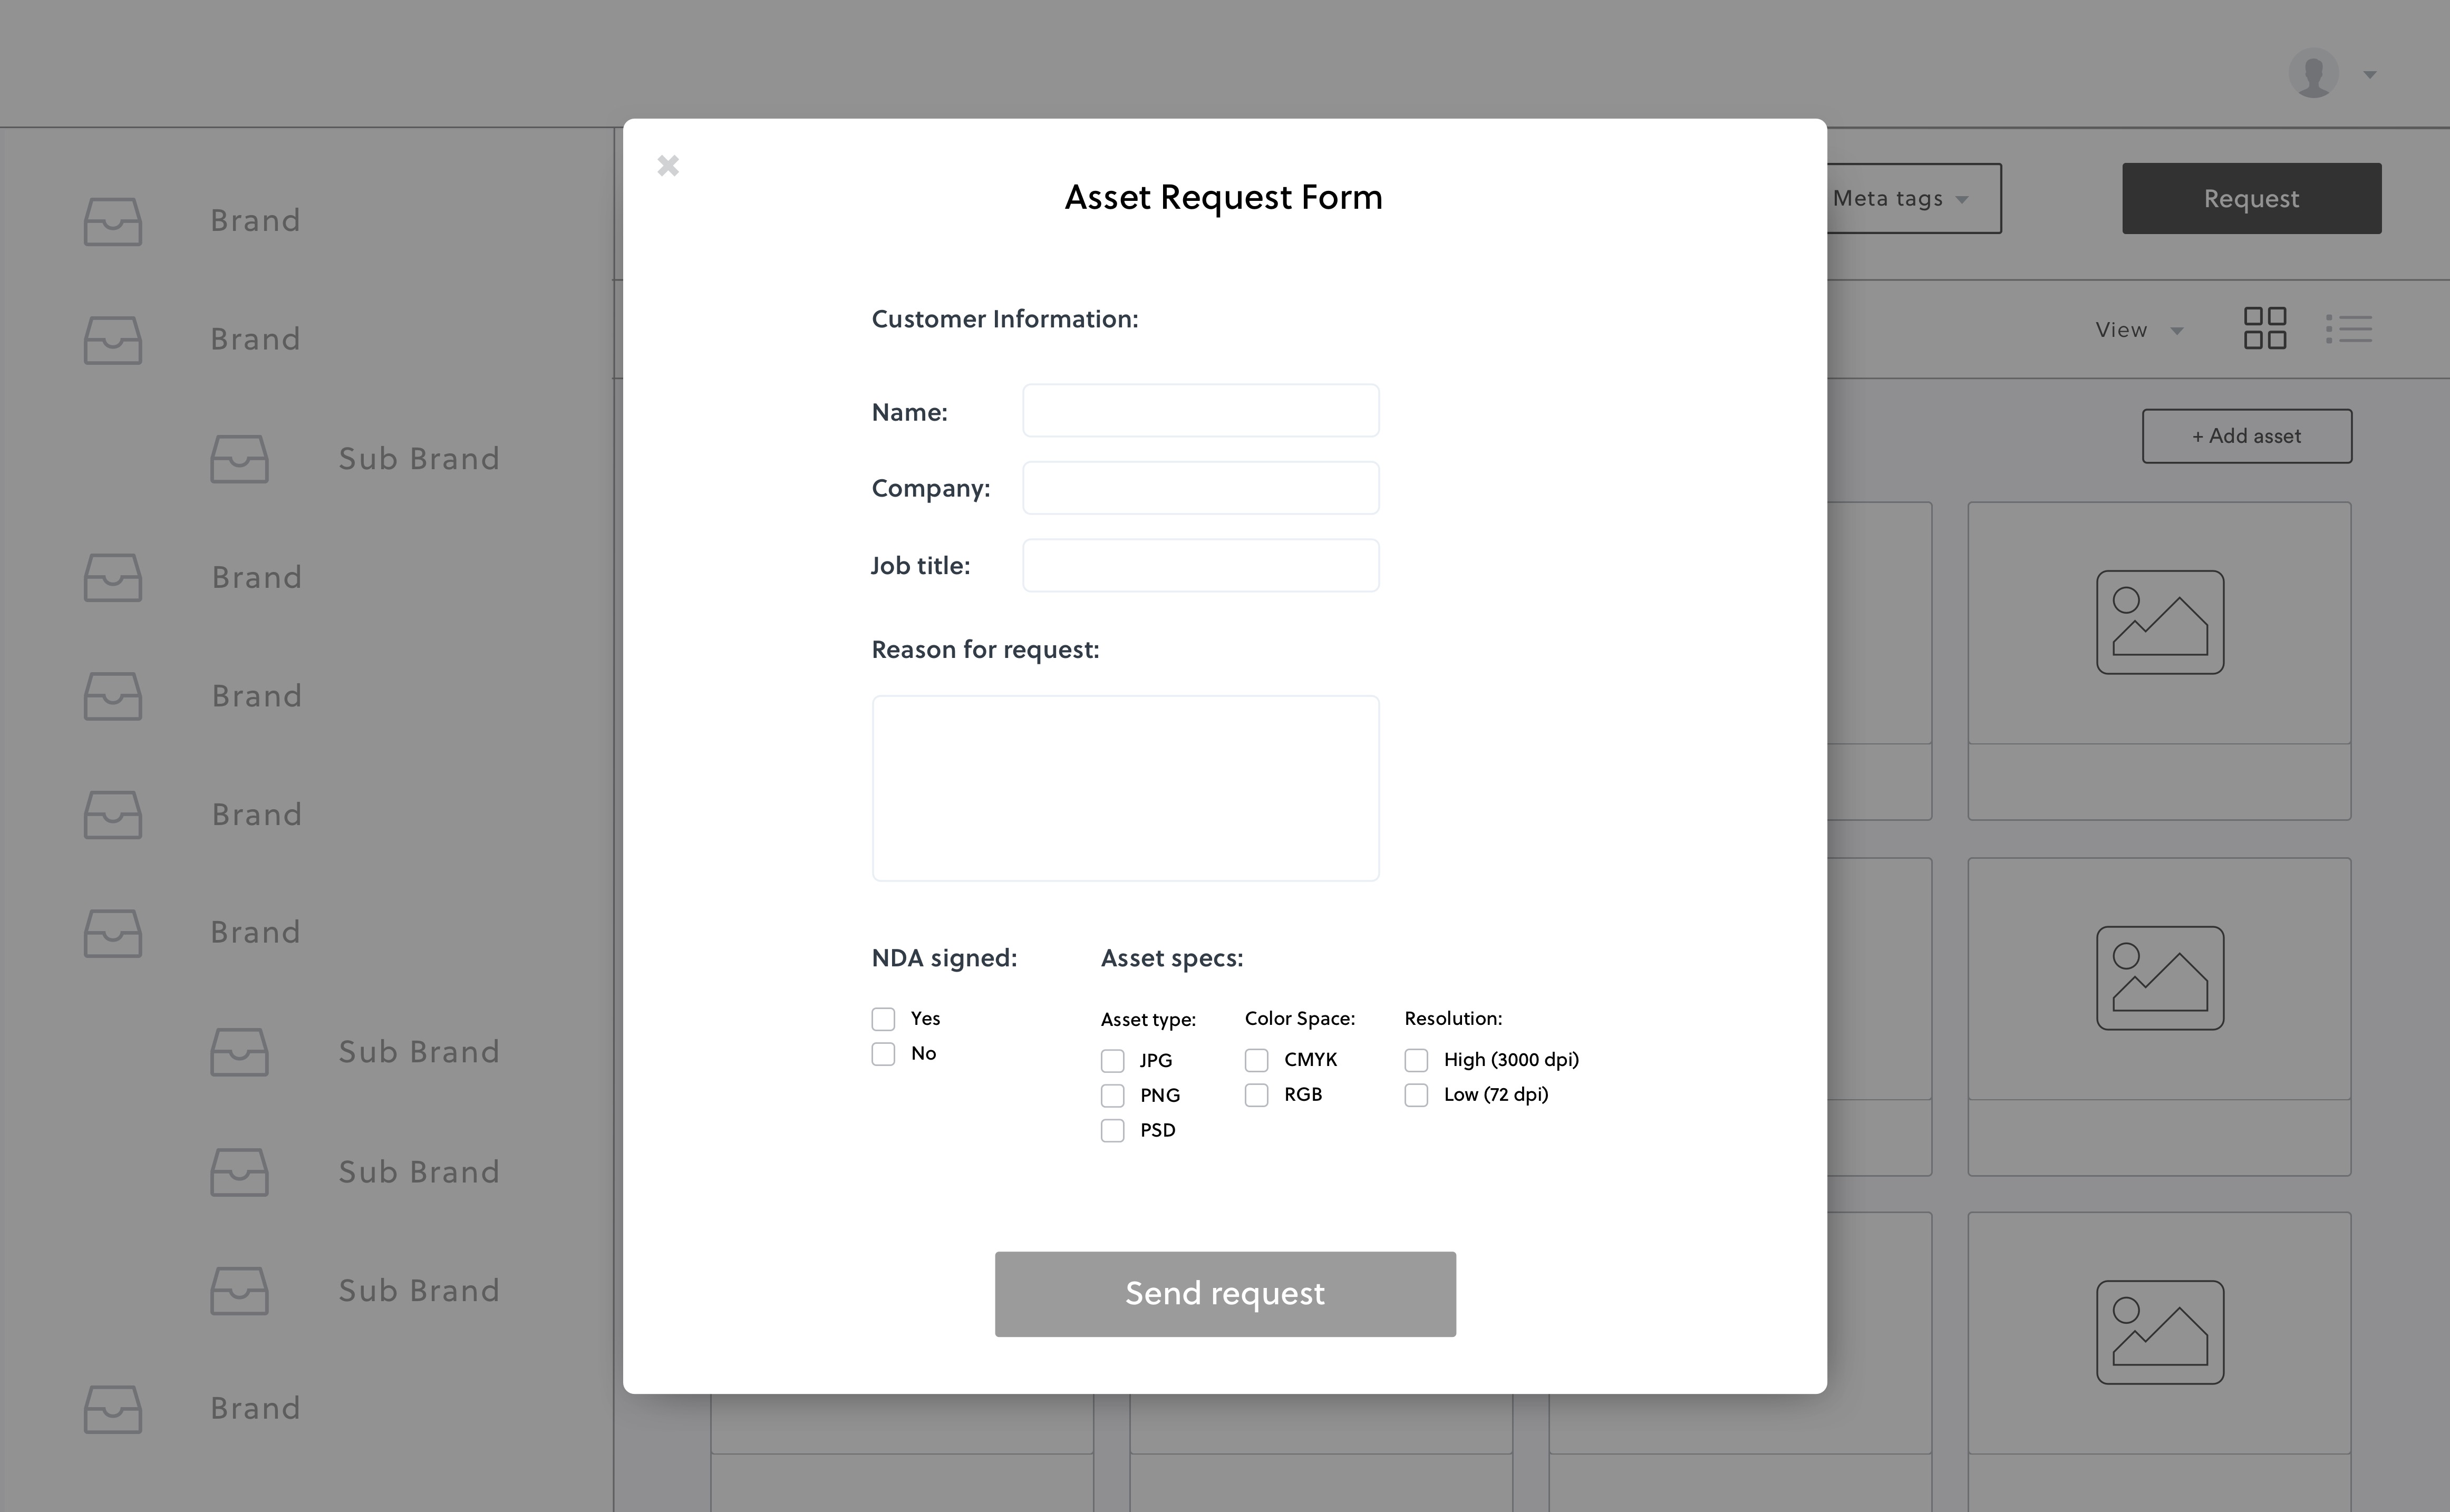 Brand
Brand
Sub Brand
Brand
Brand
Brand
Brand
Sub Brand
Sub Brand
Sub Brand
Brand
Meta tags
Request
View
+ Add asset
Asset Request Form
Customer Information:
Name:
Company:
Job title:
Reason for request:
NDA signed:
Yes
No
Asset specs:
Asset type:
JPG
PNG
PSD
Color Space:
CMYK
RGB
Resolution:
High (3000 dpi)
Low (72 dpi)
Send request